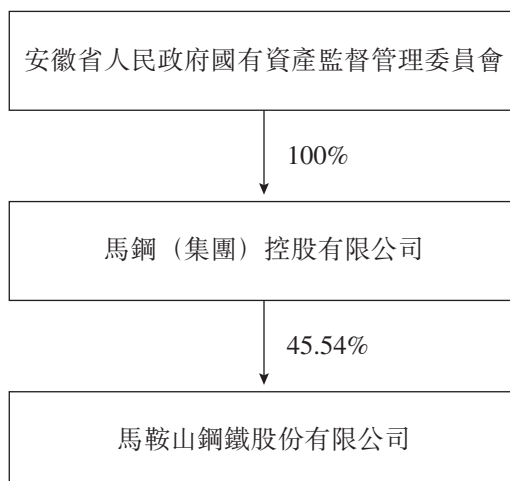 安徽省人民政府國有資產監督管理委員會
100%
馬鋼（集團）控股有限公司
45.54%
馬鞍山鋼鐵股份有限公司